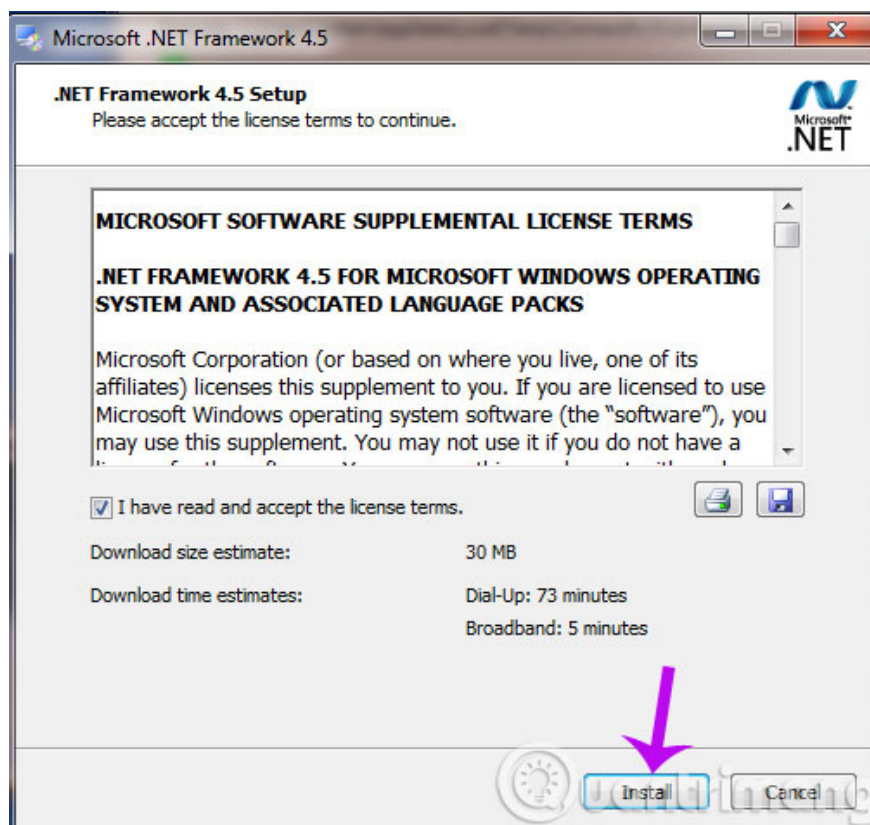 Microsoft .NET Framework 4.5
.NET Framework 4.5 Setup
Please accept the license terms to continue.
Microsoft
.NET
MICROSOFT SOFTWARE SUPPLEMENTAL LICENSE TERMS
.NET FRAMEWORK 4.5 FOR MICROSOFT WINDOWS OPERATING
SYSTEM AND ASSOCIATED LANGUAGE PACKS
Microsoft Corporation (or based on where you live, one of its
affiliates) licenses this supplement to you. If you are licensed to use
Microsoft Windows operating system software (the “software”), you
may use this supplement. You may not use it if you do not have a
I have read and accept the license terms.
Download size estimate: 30 MB
Download time estimates: Dial-Up: 73 minutes
Broadband: 5 minutes
Install Cancel